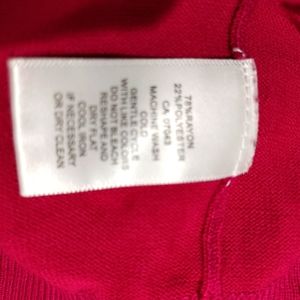 78%RAYON
22%POLYESTER
CA 07043
MACHINE WASH
COLD
GENTLE CYCLE
WITH LIKE COLORS
DO NOT BLEACH
RESHAPE AND
DRY FLAT
COOL IRON
IF NECESSARY
OR DRY CLEAN